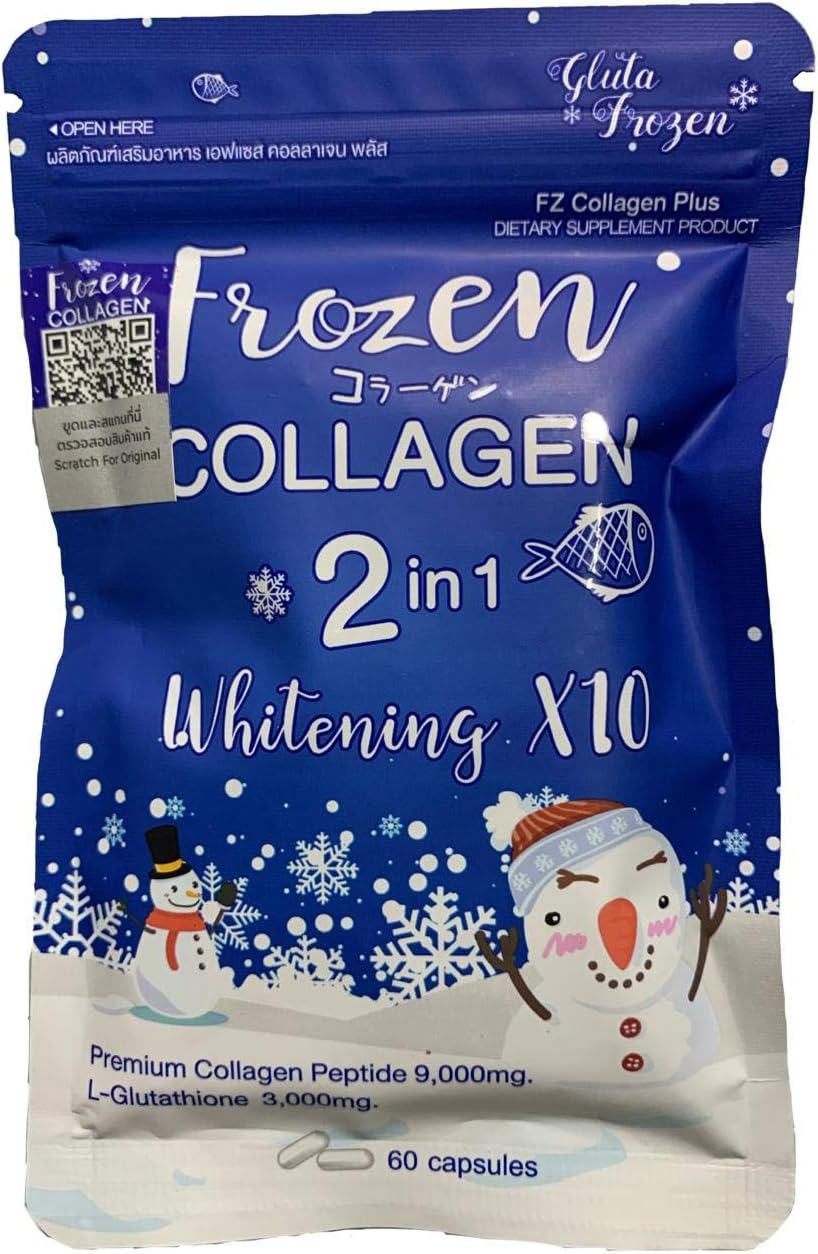 Gluta
Frozen
OPEN HERE
ผลิตภัณฑ์เสริมอาหาร เอฟแซส คอลลาเจน พลัส
FZ Collagen Plus
DIETARY SUPPLEMENT PRODUCT
Frozen
COLLAGEN
ขูดและสแกนที่นี่
ตรวจสอบสินค้าแท้
Scratch For Original
Frozen
コラーゲン
COLLAGEN
2 in 1
Whitening X10
Premium Collagen Peptide 9,000mg.
L-Glutathione 3,000mg.
60 capsules